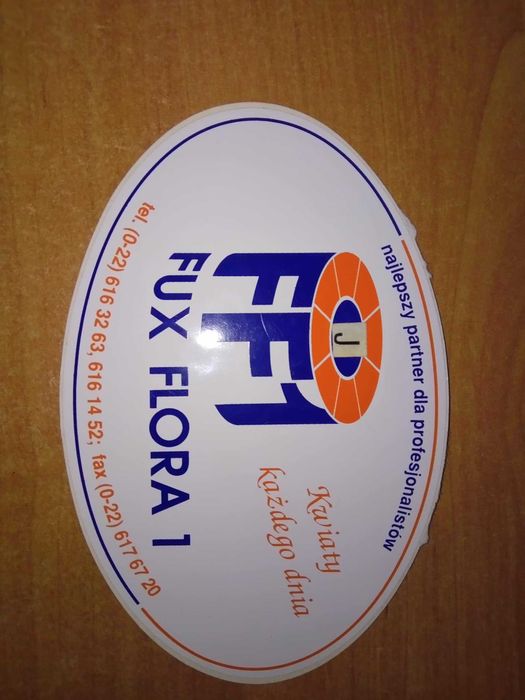 najlepszy partner dla profesjonalistów
J
FF1
Kwiaty
każdego dnia
FUX FLORA 1
tel. (0-22) 616 32 63, 616 14 52; fax (0-22) 617 67 20